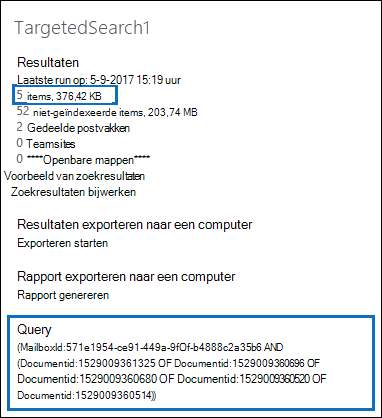 TargetedSearch1
Resultaten
Laatste run op: 5-9-2017 15:19 uur
5 items, 376,42 KB
52 niet-geïndexeerde items, 203,74 MB
2 Gedeelde postvakken
0 Teamsites
0 ****Openbare mappen****
Voorbeeld van zoekresultaten
Zoekresultaten bijwerken
Resultaten exporteren naar een computer
Exporteren starten
Rapport exporteren naar een computer
Rapport genereren
Query
(MailboxId:571e1954-ce91-449a-9f0f-b4888c2a35b6 AND
(Documentid:1529009361325 OF Documentid:1529009360696 OF
Documentid:1529009360680 OF Documentid:1529009360520 OF
Documentid:1529009360514))